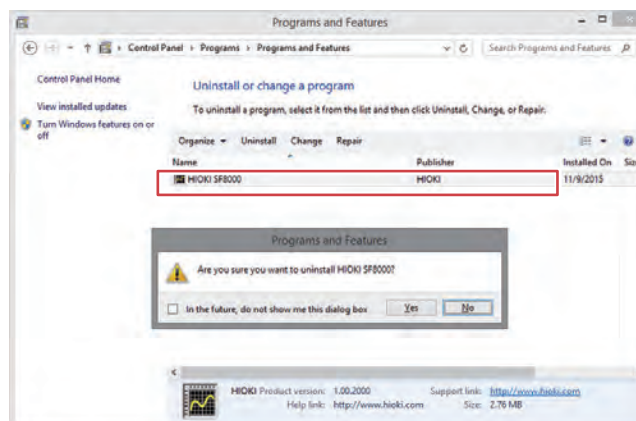 Programs and Features
Control Panel ▸ Programs ▸ Programs and Features
Search Programs and Features
Control Panel Home
View installed updates
Turn Windows features on or
off
Uninstall or change a program
To uninstall a program, select it from the list and then click Uninstall, Change, or Repair.
Organize Uninstall Change Repair
Name Publisher Installed On Siz
HIOKI SF8000 HIOKI 11/9/2015
Programs and Features
Are you sure you want to uninstall HIOKI SF8000?
In the future, do not show me this dialog box Yes No
HIOKI Product version: 1.00.2000 Support link: http://www.hioki.com
Help link: http://www.hioki.com Size: 2.76 MB